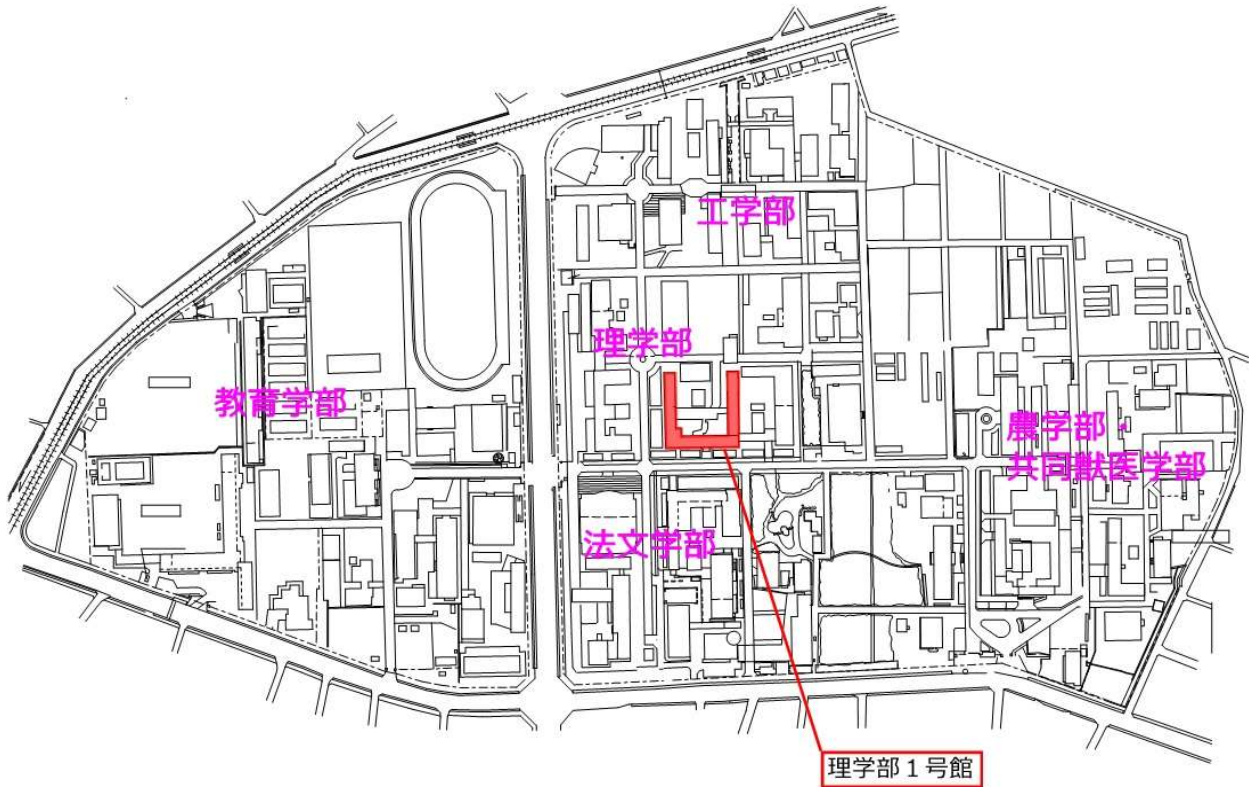 工学部
理学部
教育学部
農学部・
共同獣医学部
法文学部
理学部１号館